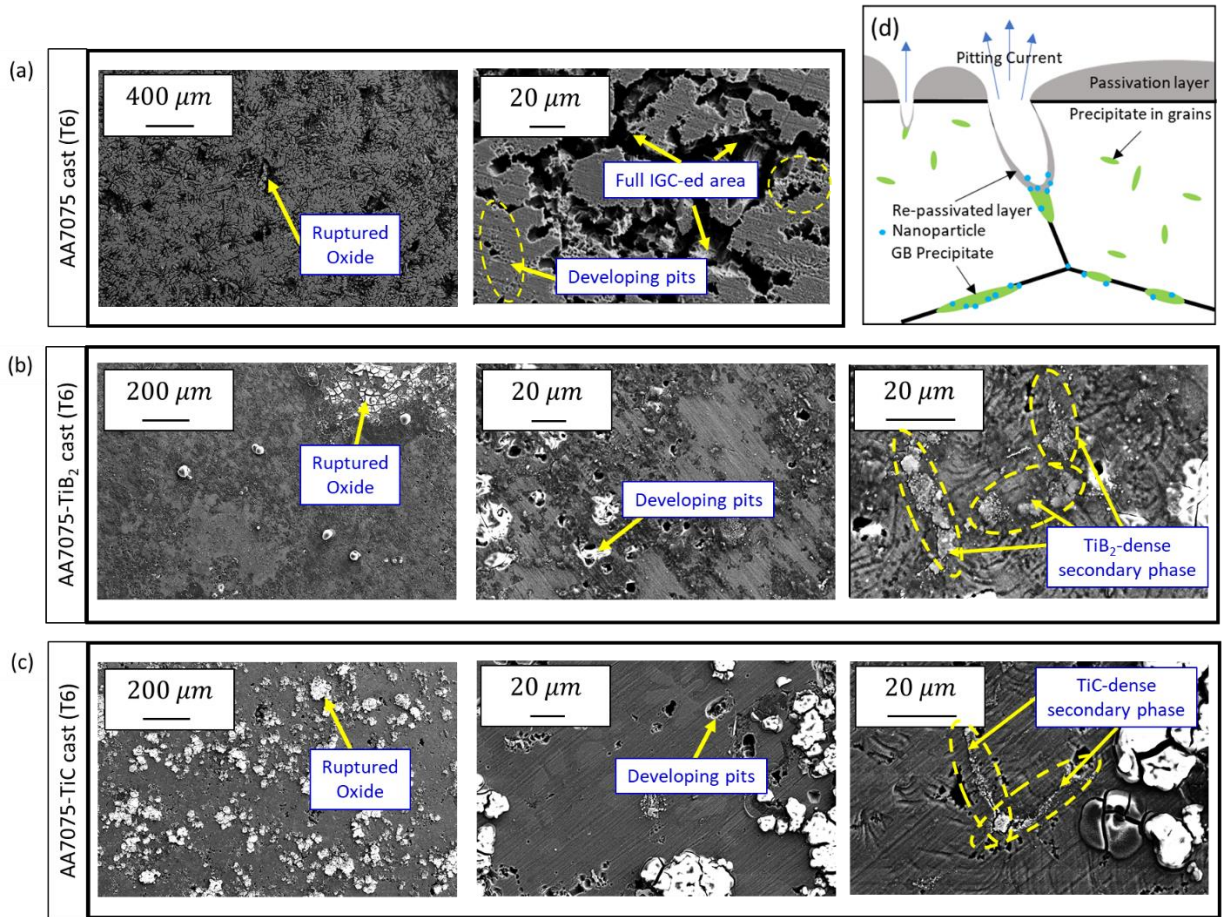 (a)
AA7075 cast (T6)
400 μm
Ruptured
Oxide
20 μm
Full IGC-ed area
Developing pits
(d)
Pitting Current
Passivation layer
Precipitate in grains
Re-passivated layer
Nanoparticle
GB Precipitate
(b)
AA7075-TiB₂ cast (T6)
200 μm
Ruptured
Oxide
20 μm
Developing pits
20 μm
TiB₂-dense
secondary phase
(c)
AA7075-TiC cast (T6)
200 μm
Ruptured
Oxide
20 μm
Developing pits
20 μm
TiC-dense
secondary phase